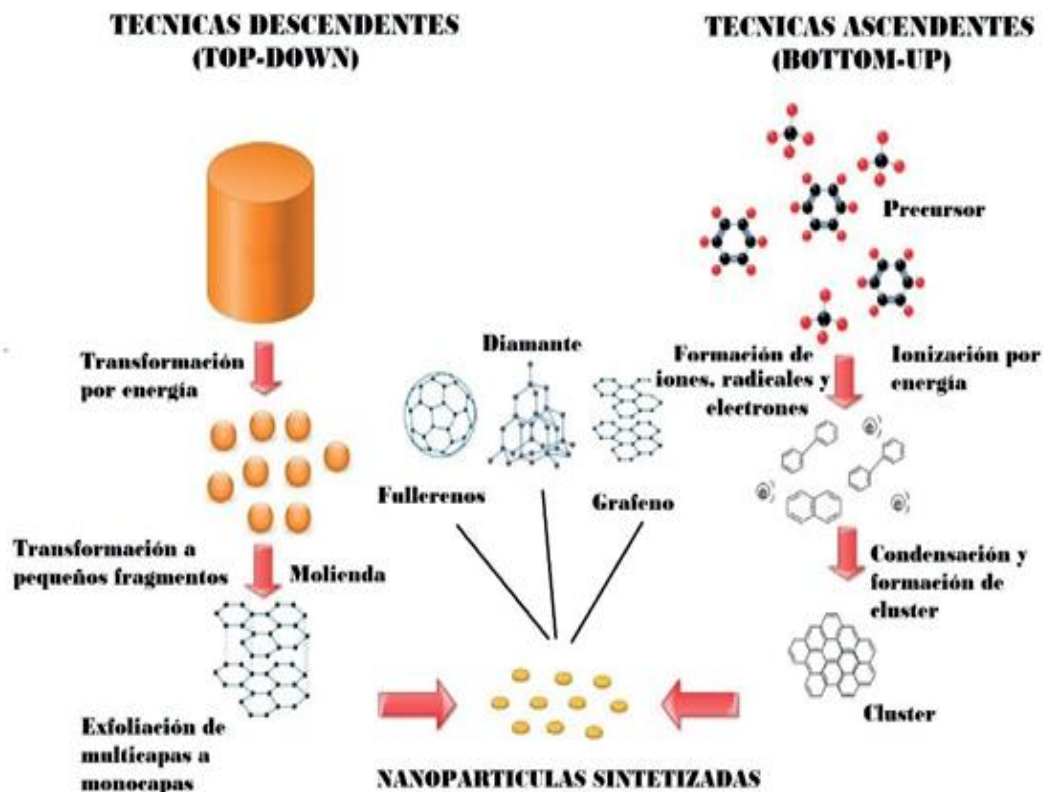 TECNICAS DESCENDENTES
(TOP-DOWN)
TECNICAS ASCENDENTES
(BOTTOM-UP)
Precursor
Transformación
por energía
Diamante
Fullerenos
Grafeno
Formación de
iones, radicales y
electrones
Ionización por
energía
Transformación a
pequeños fragmentos
Molienda
Condensación y
formación de
cluster
Exfoliación de
multicapas a
monocapas
Cluster
NANOPARTICULAS SINTETIZADAS